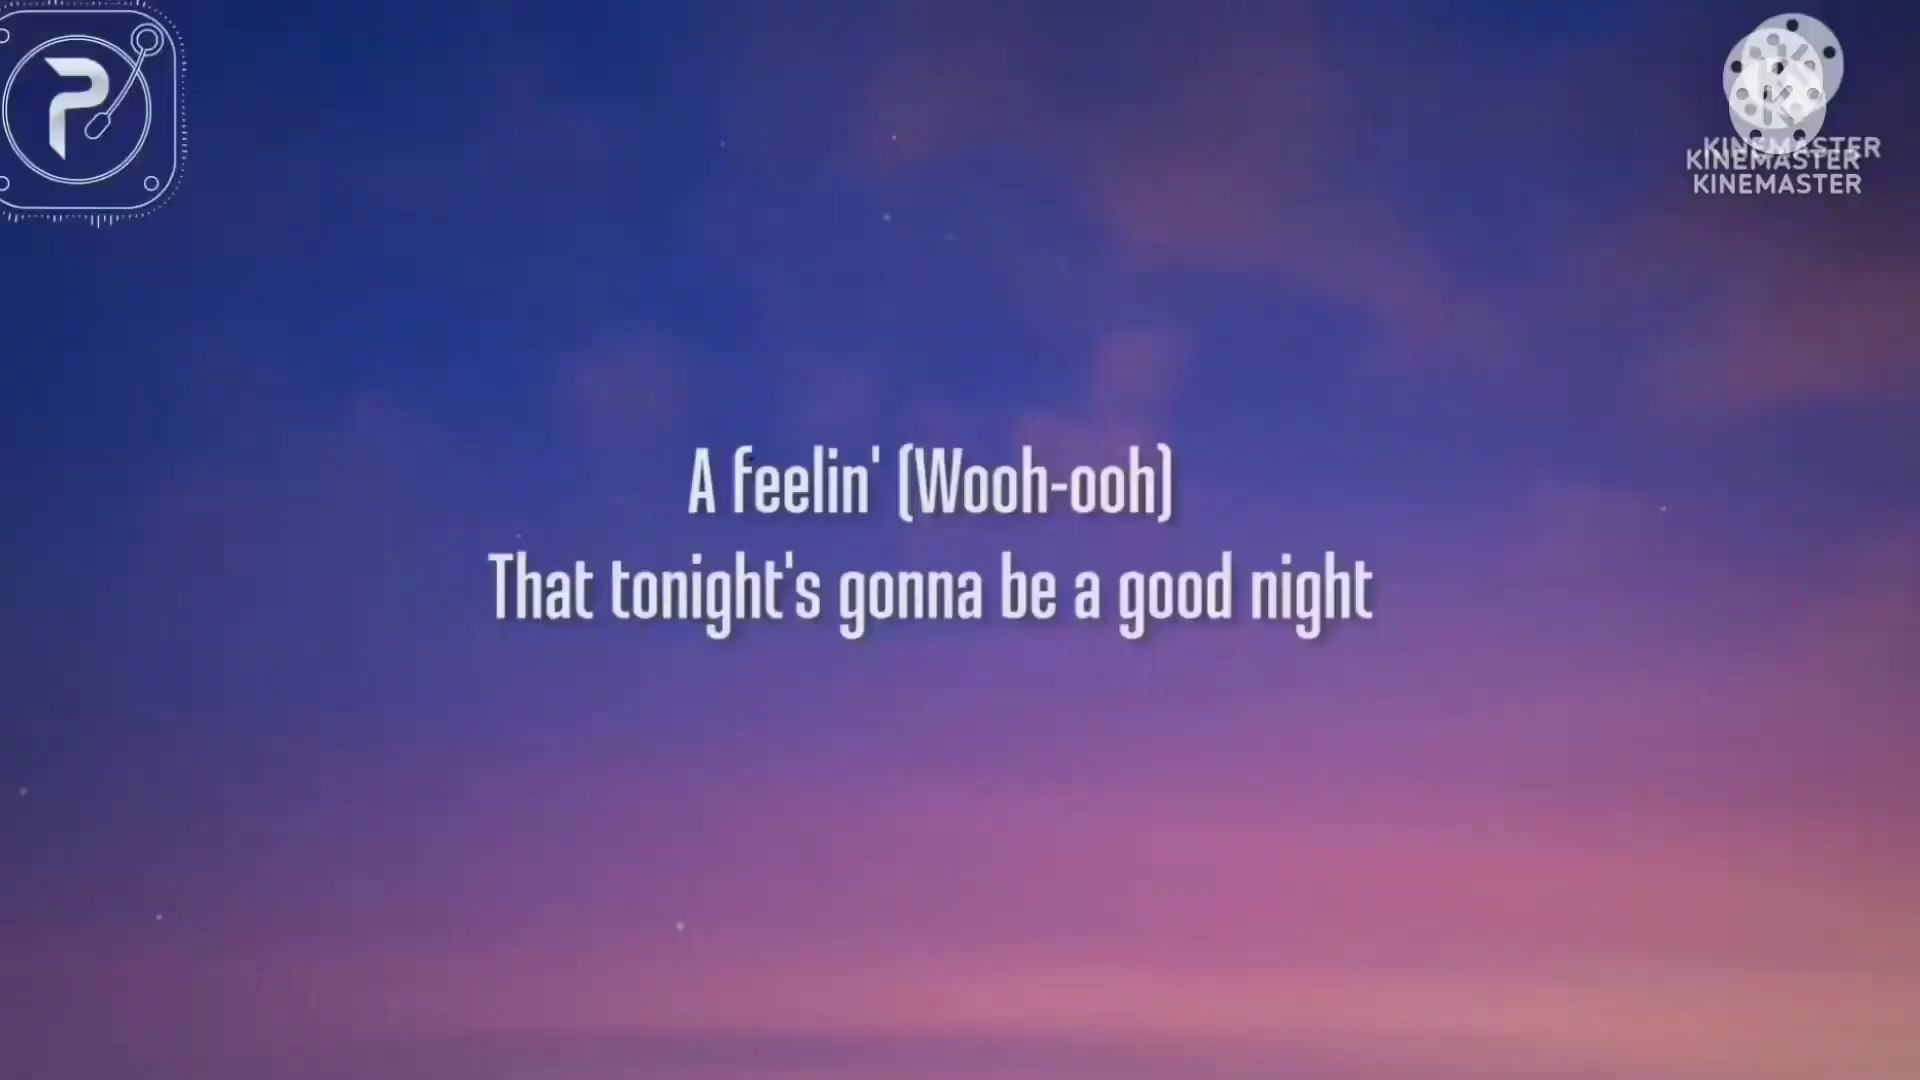 P
KINEMASTER
KINEMASTER
KINEMASTER
A feelin' (Wooh-ooh)
That tonight's gonna be a good night